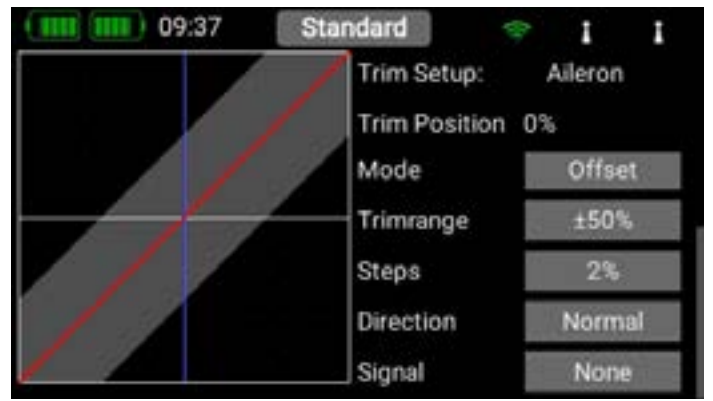 09:37 Standard
Trim Setup: Aileron
Trim Position 0%
Mode Offset
Trimrange ±50%
Steps 2%
Direction Normal
Signal None